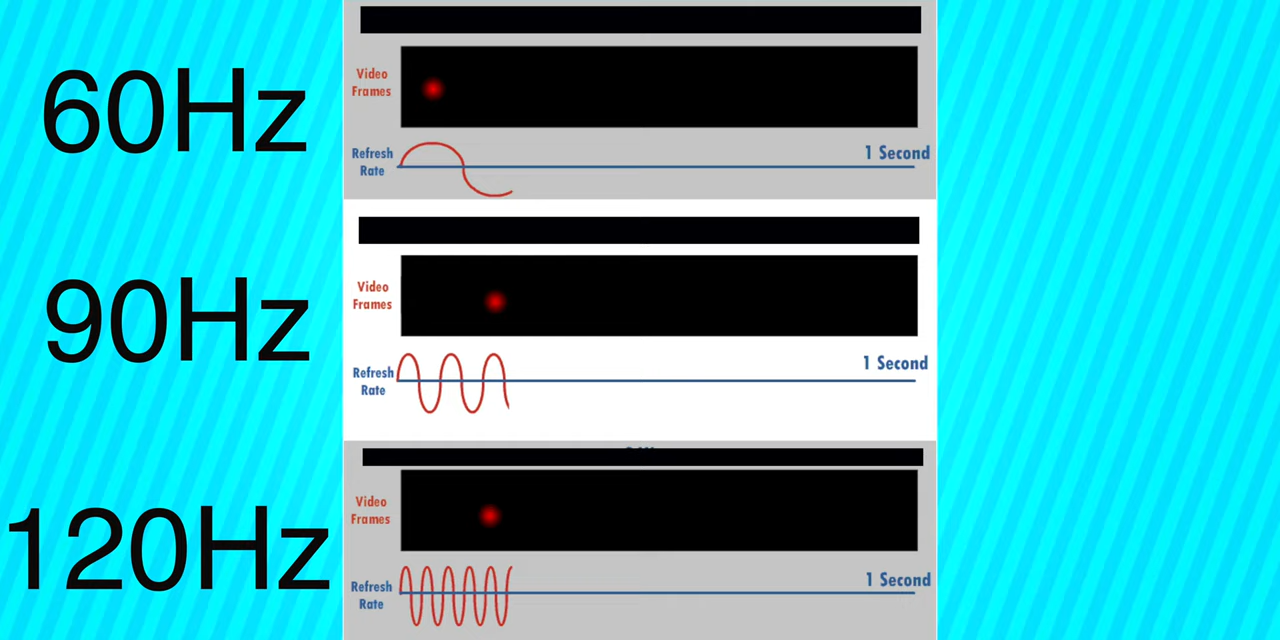 60Hz
Video
Frames
Refresh
Rate
1 Second
90Hz
Video
Frames
Refresh
Rate
1 Second
120Hz
Video
Frames
Refresh
Rate
1 Second